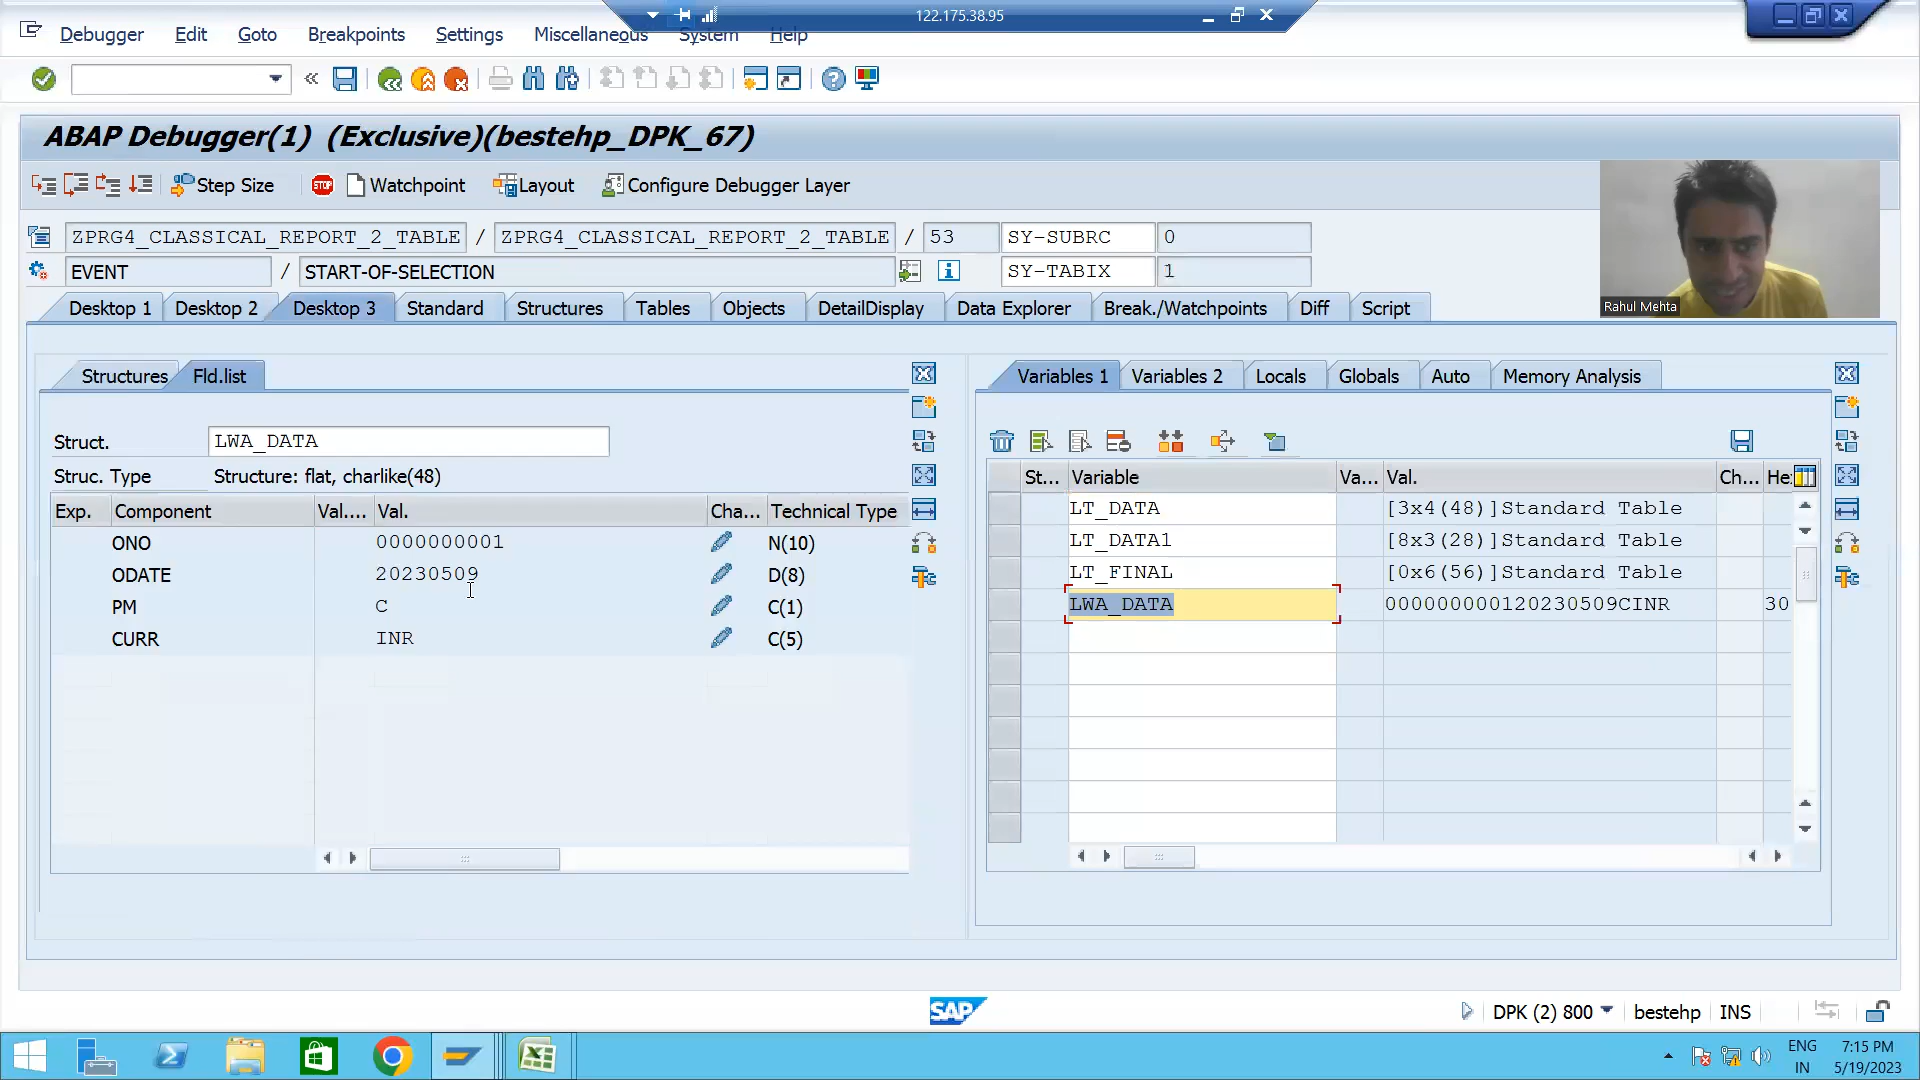 122.175.38.95
Debugger Edit Goto Breakpoints Settings Miscellaneous System Help
ABAP Debugger(1) (Exclusive)(bestehp_DPK_67)
Step Size STOP Watchpoint Layout Configure Debugger Layer
ZPRG4_CLASSICAL_REPORT_2_TABLE / ZPRG4_CLASSICAL_REPORT_2_TABLE / 53 SY-SUBRC 0
EVENT / START-OF-SELECTION SY-TABIX 1
Rahul Mehta
Desktop 1 Desktop 2 Desktop 3 Standard Structures Tables Objects DetailDisplay Data Explorer Break./Watchpoints Diff Script
Structures Fld.list
Struct. LWA_DATA
Struc. Type Structure: flat, charlike(48)
Exp. Component Val.... Val. Cha... Technical Type
ONO 0000000001 N(10)
ODATE 20230509 D(8)
PM C C(1)
CURR INR C(5)
Variables 1 Variables 2 Locals Globals Auto Memory Analysis
St... Variable Va... Val. Ch... He
LT_DATA [3x4(48)]Standard Table
LT_DATA1 [8x3(28)]Standard Table
LT_FINAL [0x6(56)]Standard Table
LWA_DATA 000000000120230509CINR 30
SAP DPK (2) 800 bestehp INS
ENG 7:15 PM
IN 5/19/2023